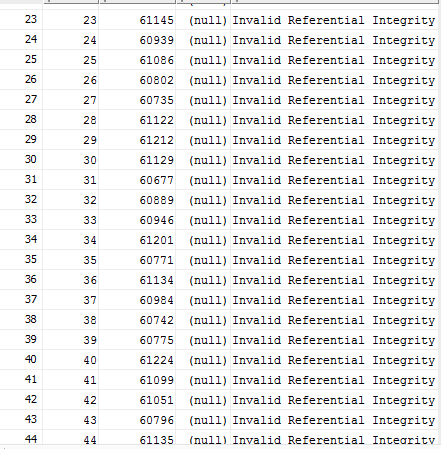 23 23 61145 (null) Invalid Referential Integrity
24 24 60939 (null) Invalid Referential Integrity
25 25 61086 (null) Invalid Referential Integrity
26 26 60802 (null) Invalid Referential Integrity
27 27 60735 (null) Invalid Referential Integrity
28 28 61122 (null) Invalid Referential Integrity
29 29 61212 (null) Invalid Referential Integrity
30 30 61129 (null) Invalid Referential Integrity
31 31 60677 (null) Invalid Referential Integrity
32 32 60889 (null) Invalid Referential Integrity
33 33 60946 (null) Invalid Referential Integrity
34 34 61201 (null) Invalid Referential Integrity
35 35 60771 (null) Invalid Referential Integrity
36 36 61134 (null) Invalid Referential Integrity
37 37 60984 (null) Invalid Referential Integrity
38 38 60742 (null) Invalid Referential Integrity
39 39 60775 (null) Invalid Referential Integrity
40 40 61224 (null) Invalid Referential Integrity
41 41 61099 (null) Invalid Referential Integrity
42 42 61051 (null) Invalid Referential Integrity
43 43 60796 (null) Invalid Referential Integrity
44 44 61135 (null) Invalid Referential Integrity